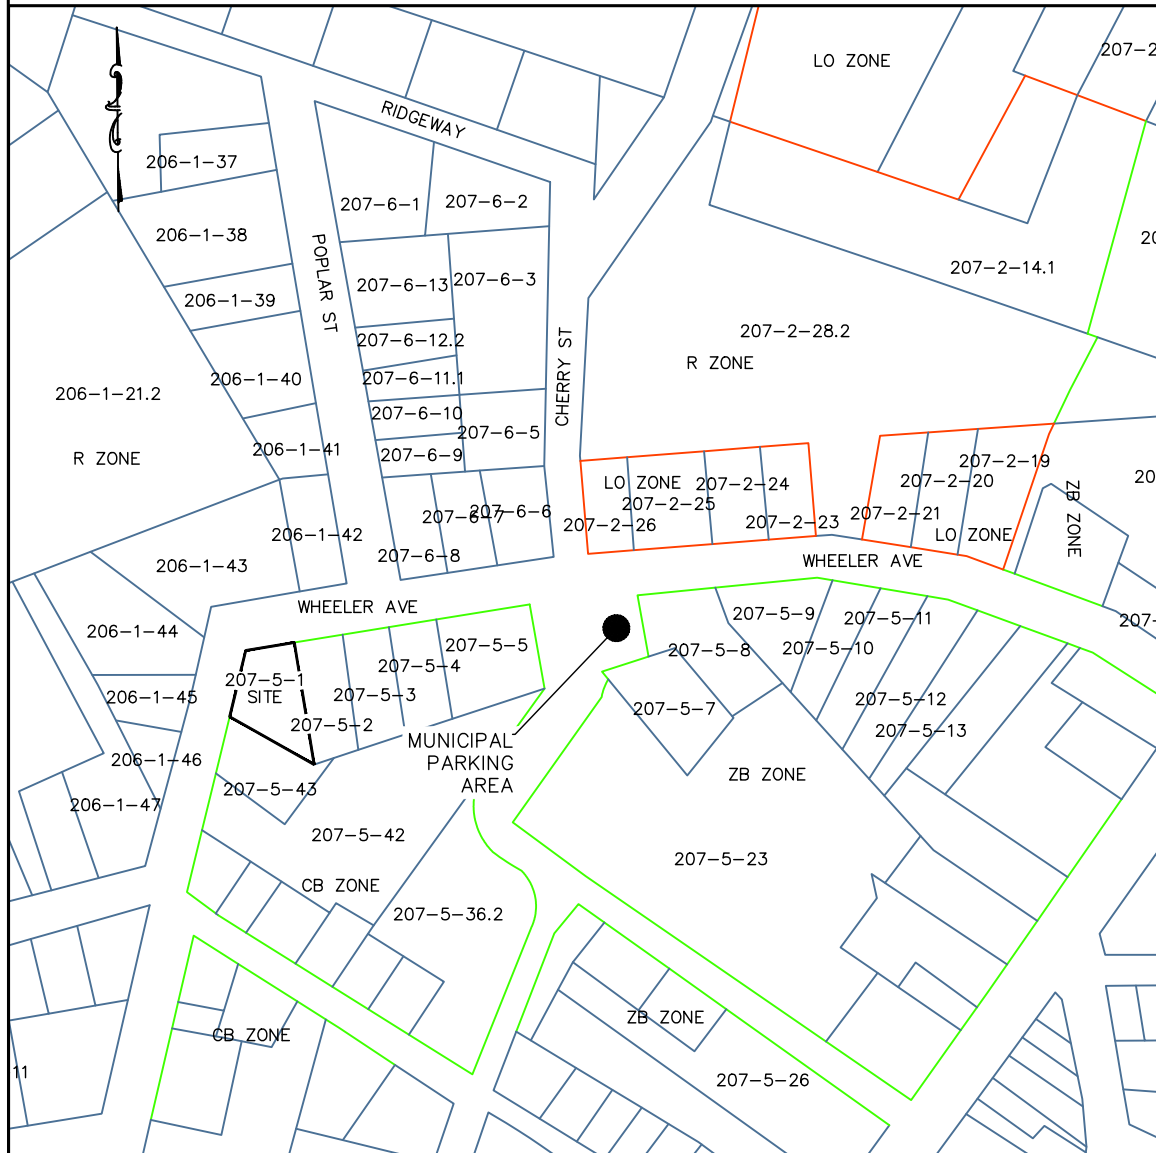 LO ZONE
207-2
206-1-37
RIDGEWAY
207-6-1
207-6-2
206-1-38
POPLAR ST
20
207-2-14.1
206-1-39
207-6-13
207-6-3
207-6-12.2
207-2-28.2
R ZONE
CHERRY ST
206-1-40
207-6-11.1
206-1-21.2
207-6-10
207-6-5
R ZONE
206-1-41
207-6-9
LO ZONE
207-2-24
207-2-19
207-2-20
20
207-2-25
207-6-7
207-6-6
207-2-26
207-2-23
207-2-21
LO ZONE
ZB ZONE
206-1-42
207-6-8
206-1-43
WHEELER AVE
WHEELER AVE
207-5-9
207-5-11
207-
206-1-44
207-5-5
207-5-8
207-5-10
207-5-4
207-5-1
SITE
207-5-3
206-1-45
207-5-2
207-5-7
207-5-12
207-5-13
MUNICIPAL
PARKING
AREA
206-1-46
207-5-43
ZB ZONE
206-1-47
207-5-42
207-5-23
CB ZONE
207-5-36.2
CB ZONE
ZB ZONE
11
207-5-26